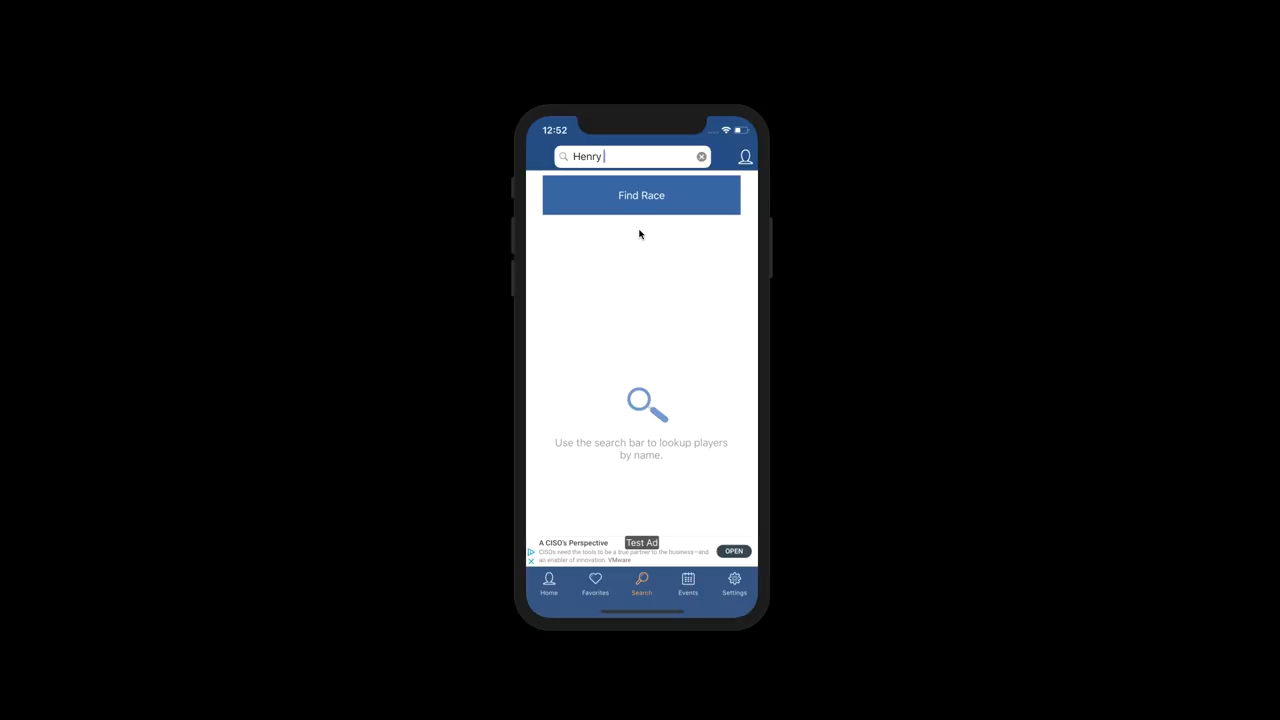 12:52
Henry
Find Race
Use the search bar to lookup players
by name.
A CISO's Perspective
Test Ad
CISOs need the tools to be a true partner to the business—and
an enabler of innovation. VMware
OPEN
Home
Favorites
Search
Events
Settings